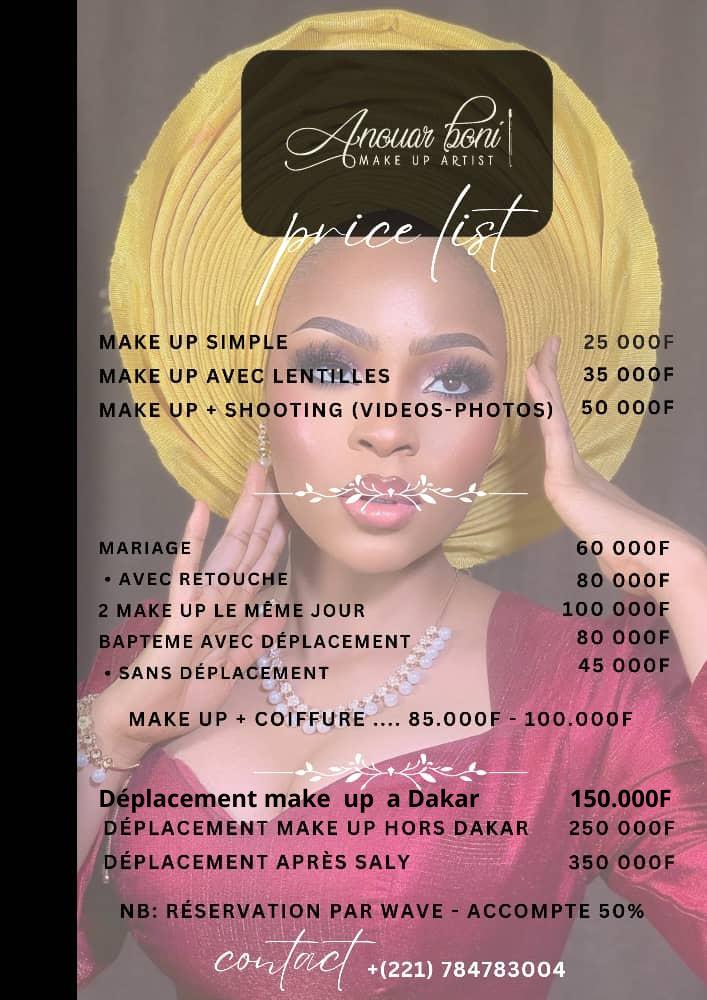 Anouar boni
MAKE UP ARTIST
price list
MAKE UP SIMPLE 25 000F
MAKE UP AVEC LENTILLES 35 000F
MAKE UP + SHOOTING (VIDEOS-PHOTOS) 50 000F
MARIAGE 60 000F
• AVEC RETOUCHE 80 000F
2 MAKE UP LE MÊME JOUR 100 000F
BAPTEME AVEC DÉPLACEMENT 80 000F
• SANS DÉPLACEMENT 45 000F
MAKE UP + COIFFURE .... 85.000F - 100.000F
Déplacement make up a Dakar 150.000F
DÉPLACEMENT MAKE UP HORS DAKAR 250 000F
DÉPLACEMENT APRÈS SALY 350 000F
NB: RÉSERVATION PAR WAVE - ACCOMPTE 50%
contact +(221) 784783004